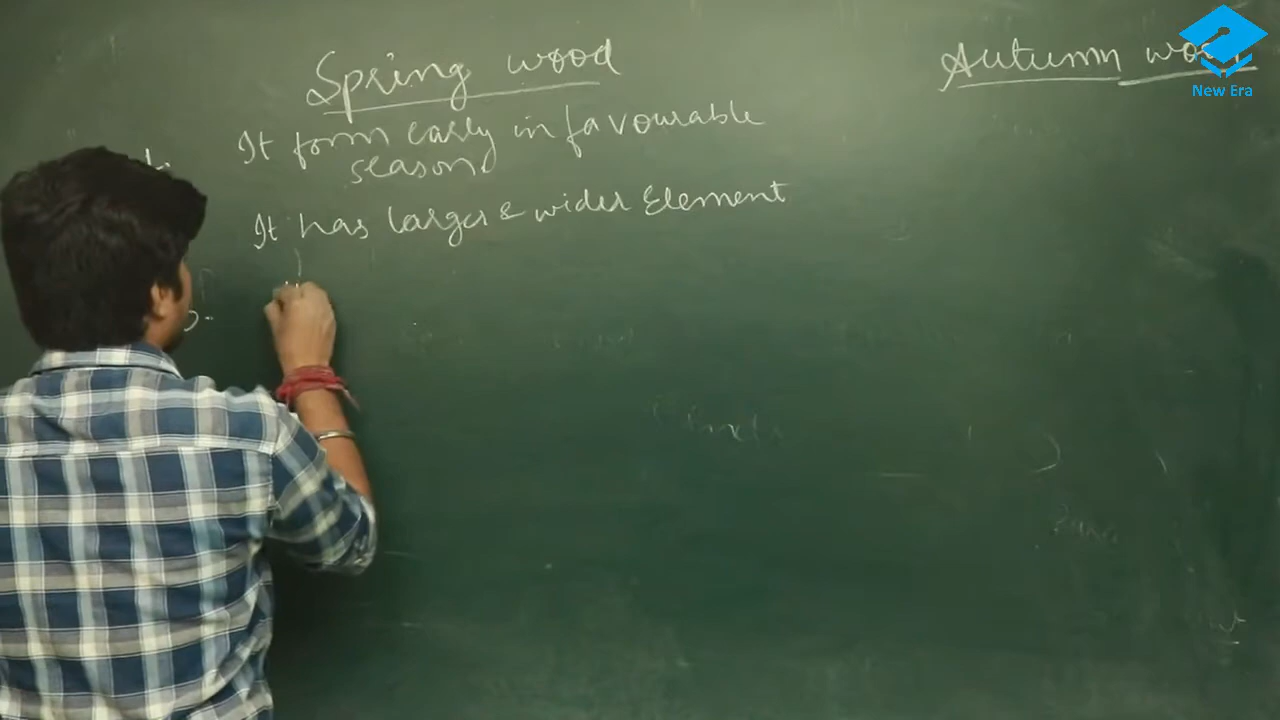 Spring wood
Autumn wood
New Era
It form early in favourable
season
It has larger & wider Element